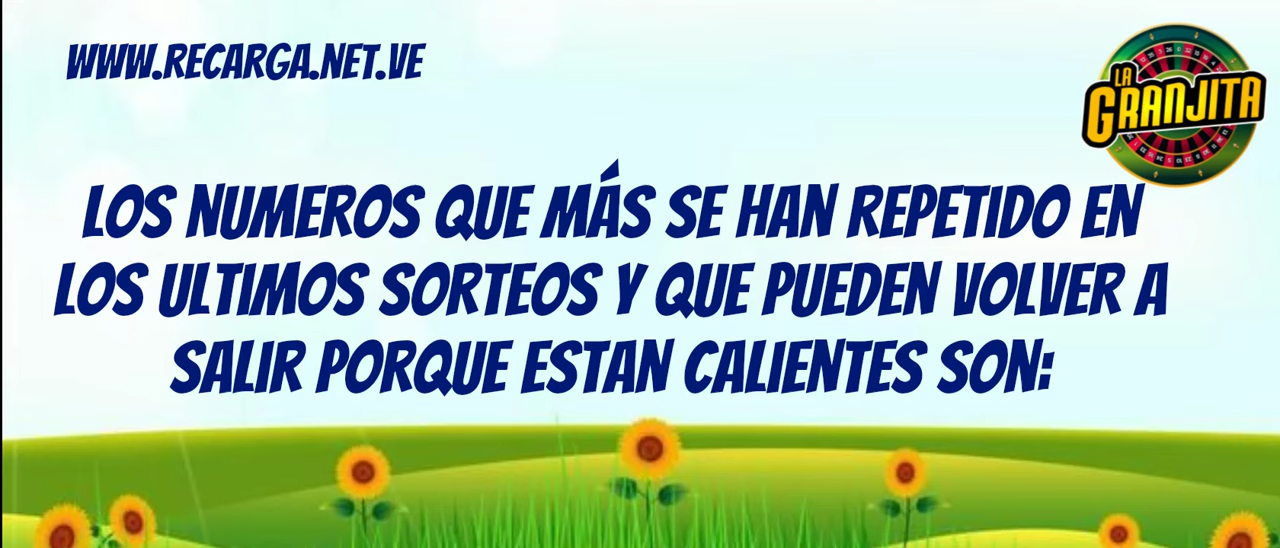 WWW.RECARGA.NET.VE
LA
GRANJITA
LOS NUMEROS QUE MÁS SE HAN REPETIDO EN
LOS ULTIMOS SORTEOS Y QUE PUEDEN VOLVER A
SALIR PORQUE ESTAN CALIENTES SON: